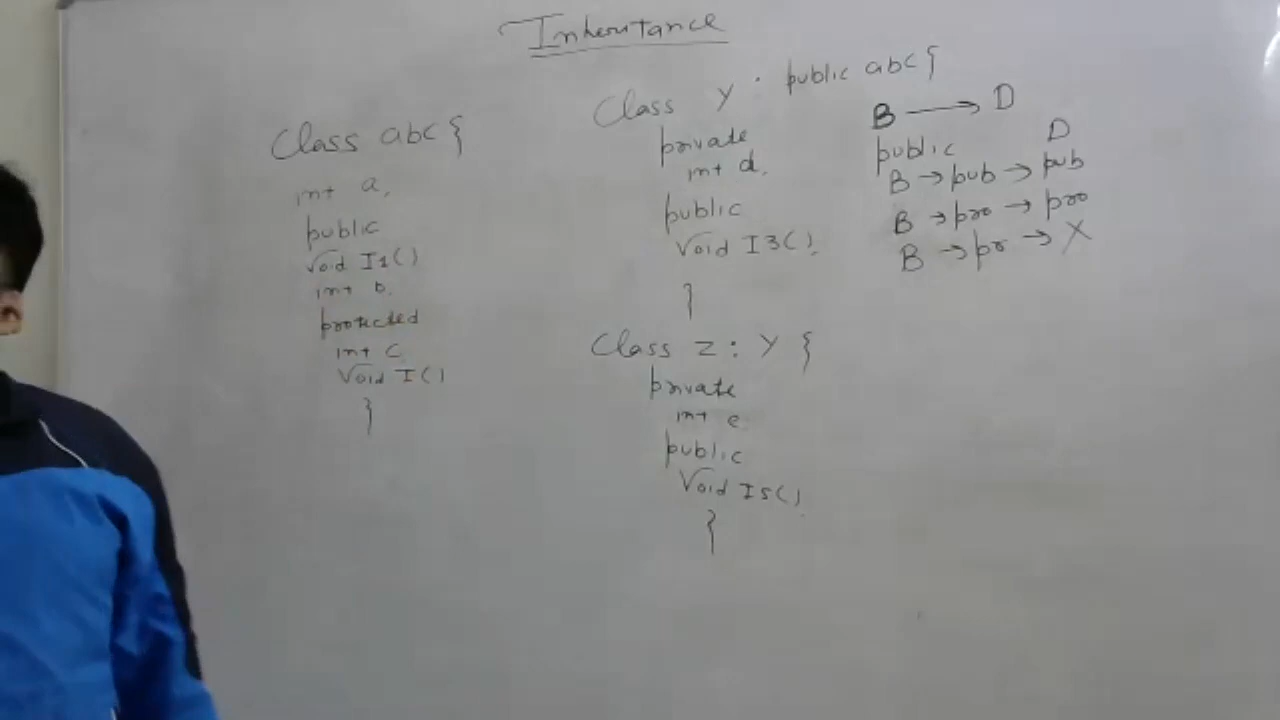 Inheritance
Class abc {
int a,
public
void I1()
int b.
protected
int c
void I()
}
Class Y : public abc {
private
int d,
public
void I3().
}
Class Z : Y {
private
int e
public
void I5().
}
B → D
public D
B → pub → pub
B → pro → pro
B → pr → X